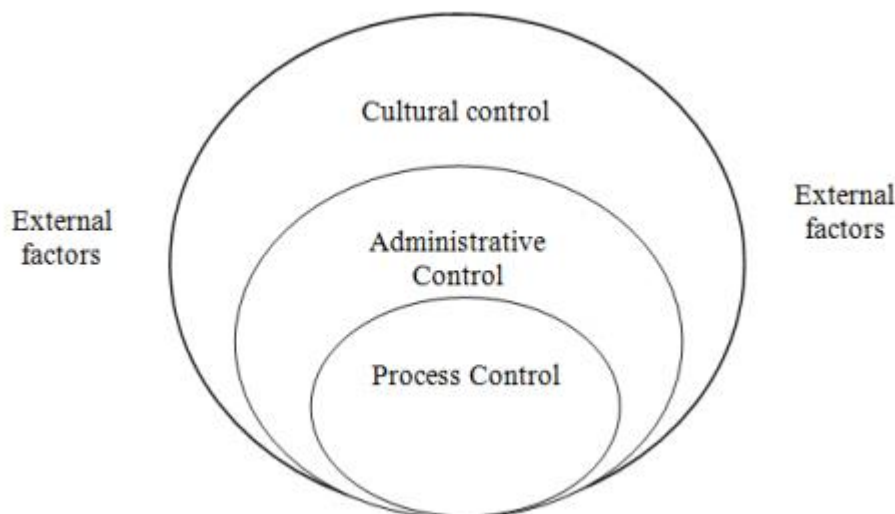 Cultural control
External
factors
External
factors
Administrative
Control
Process Control